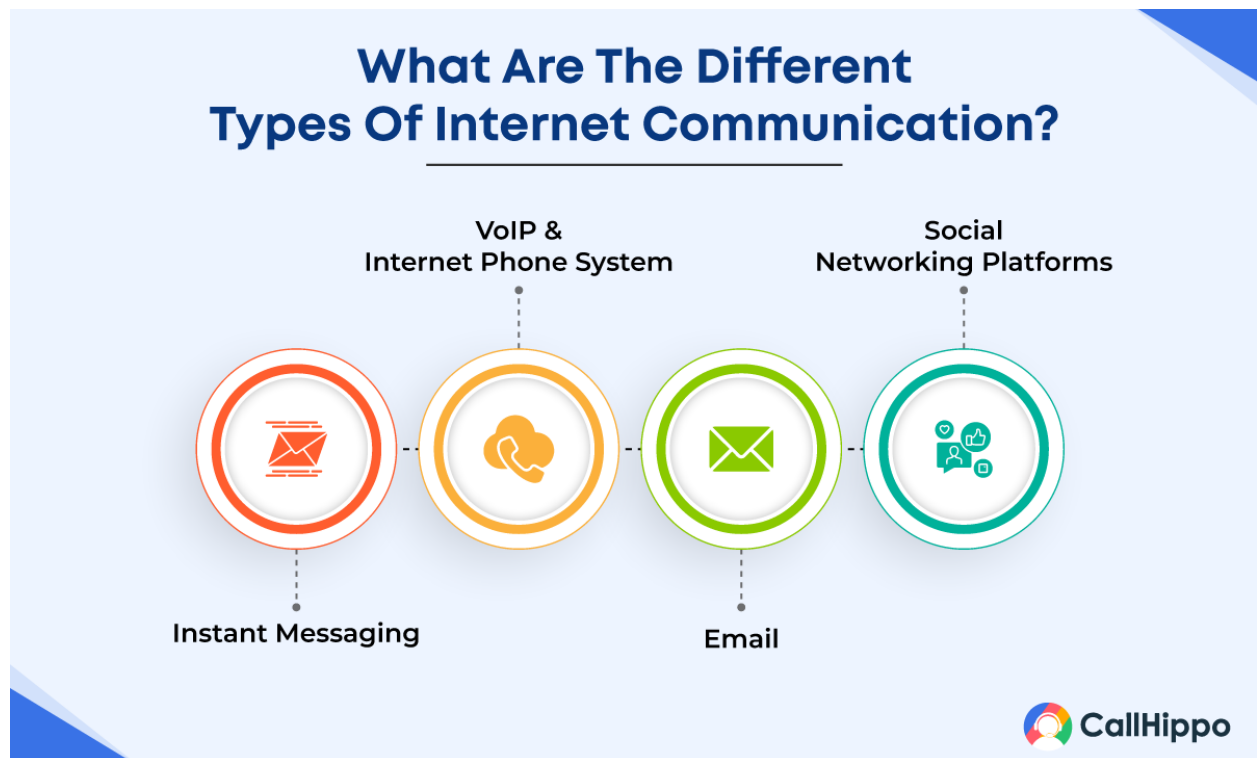 What Are The Different
Types Of Internet Communication?
VoIP &
Internet Phone System
Social
Networking Platforms
Instant Messaging
Email
CallHippo